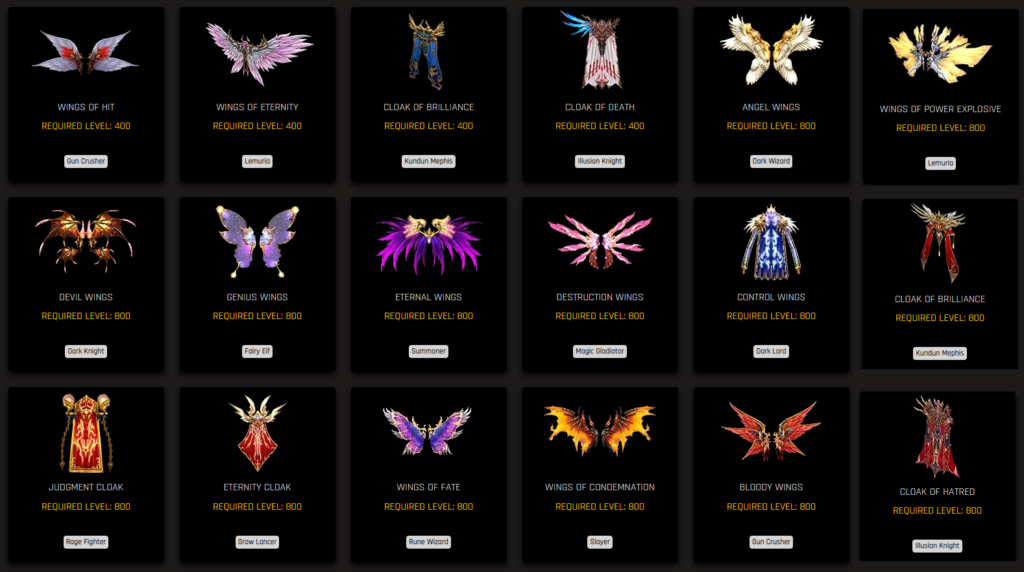 WINGS OF HIT
REQUIRED LEVEL: 400
Gun Crusher
WINGS OF ETERNITY
REQUIRED LEVEL: 400
Lemuria
CLOAK OF BRILLIANCE
REQUIRED LEVEL: 400
Kundun Mephis
CLOAK OF DEATH
REQUIRED LEVEL: 400
Illusion Knight
ANGEL WINGS
REQUIRED LEVEL: 800
Dark Wizard
WINGS OF POWER EXPLOSIVE
REQUIRED LEVEL: 800
Lemuria
DEVIL WINGS
REQUIRED LEVEL: 800
Dark Knight
GENIUS WINGS
REQUIRED LEVEL: 800
Fairy Elf
ETERNAL WINGS
REQUIRED LEVEL: 800
Summoner
DESTRUCTION WINGS
REQUIRED LEVEL: 800
Magic Gladiator
CONTROL WINGS
REQUIRED LEVEL: 800
Dark Lord
CLOAK OF BRILLIANCE
REQUIRED LEVEL: 800
Kundun Mephis
JUDGMENT CLOAK
REQUIRED LEVEL: 800
Rage Fighter
ETERNITY CLOAK
REQUIRED LEVEL: 800
Grow Lancer
WINGS OF FATE
REQUIRED LEVEL: 800
Rune Wizard
WINGS OF CONDEMNATION
REQUIRED LEVEL: 800
Slayer
BLOODY WINGS
REQUIRED LEVEL: 800
Gun Crusher
CLOAK OF HATRED
REQUIRED LEVEL: 800
Illusion Knight